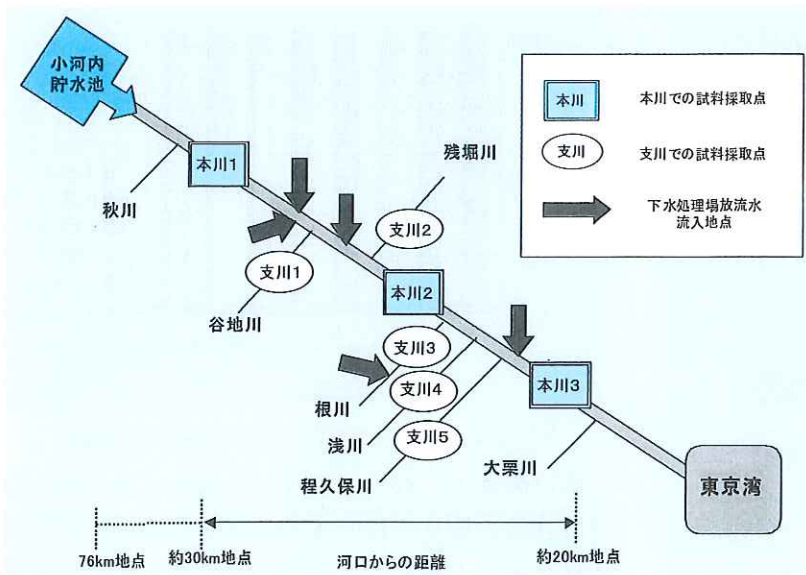 小河内
貯水池
本川
本川での試料採取点
支川
支川での試料採取点
下水処理場放流水
流入地点
残堀川
本川1
秋川
支川2
支川1
谷地川
本川2
支川3
根川
支川4
浅川
支川5
程久保川
本川3
大栗川
東京湾
76km地点
約30km地点
河口からの距離
約20km地点